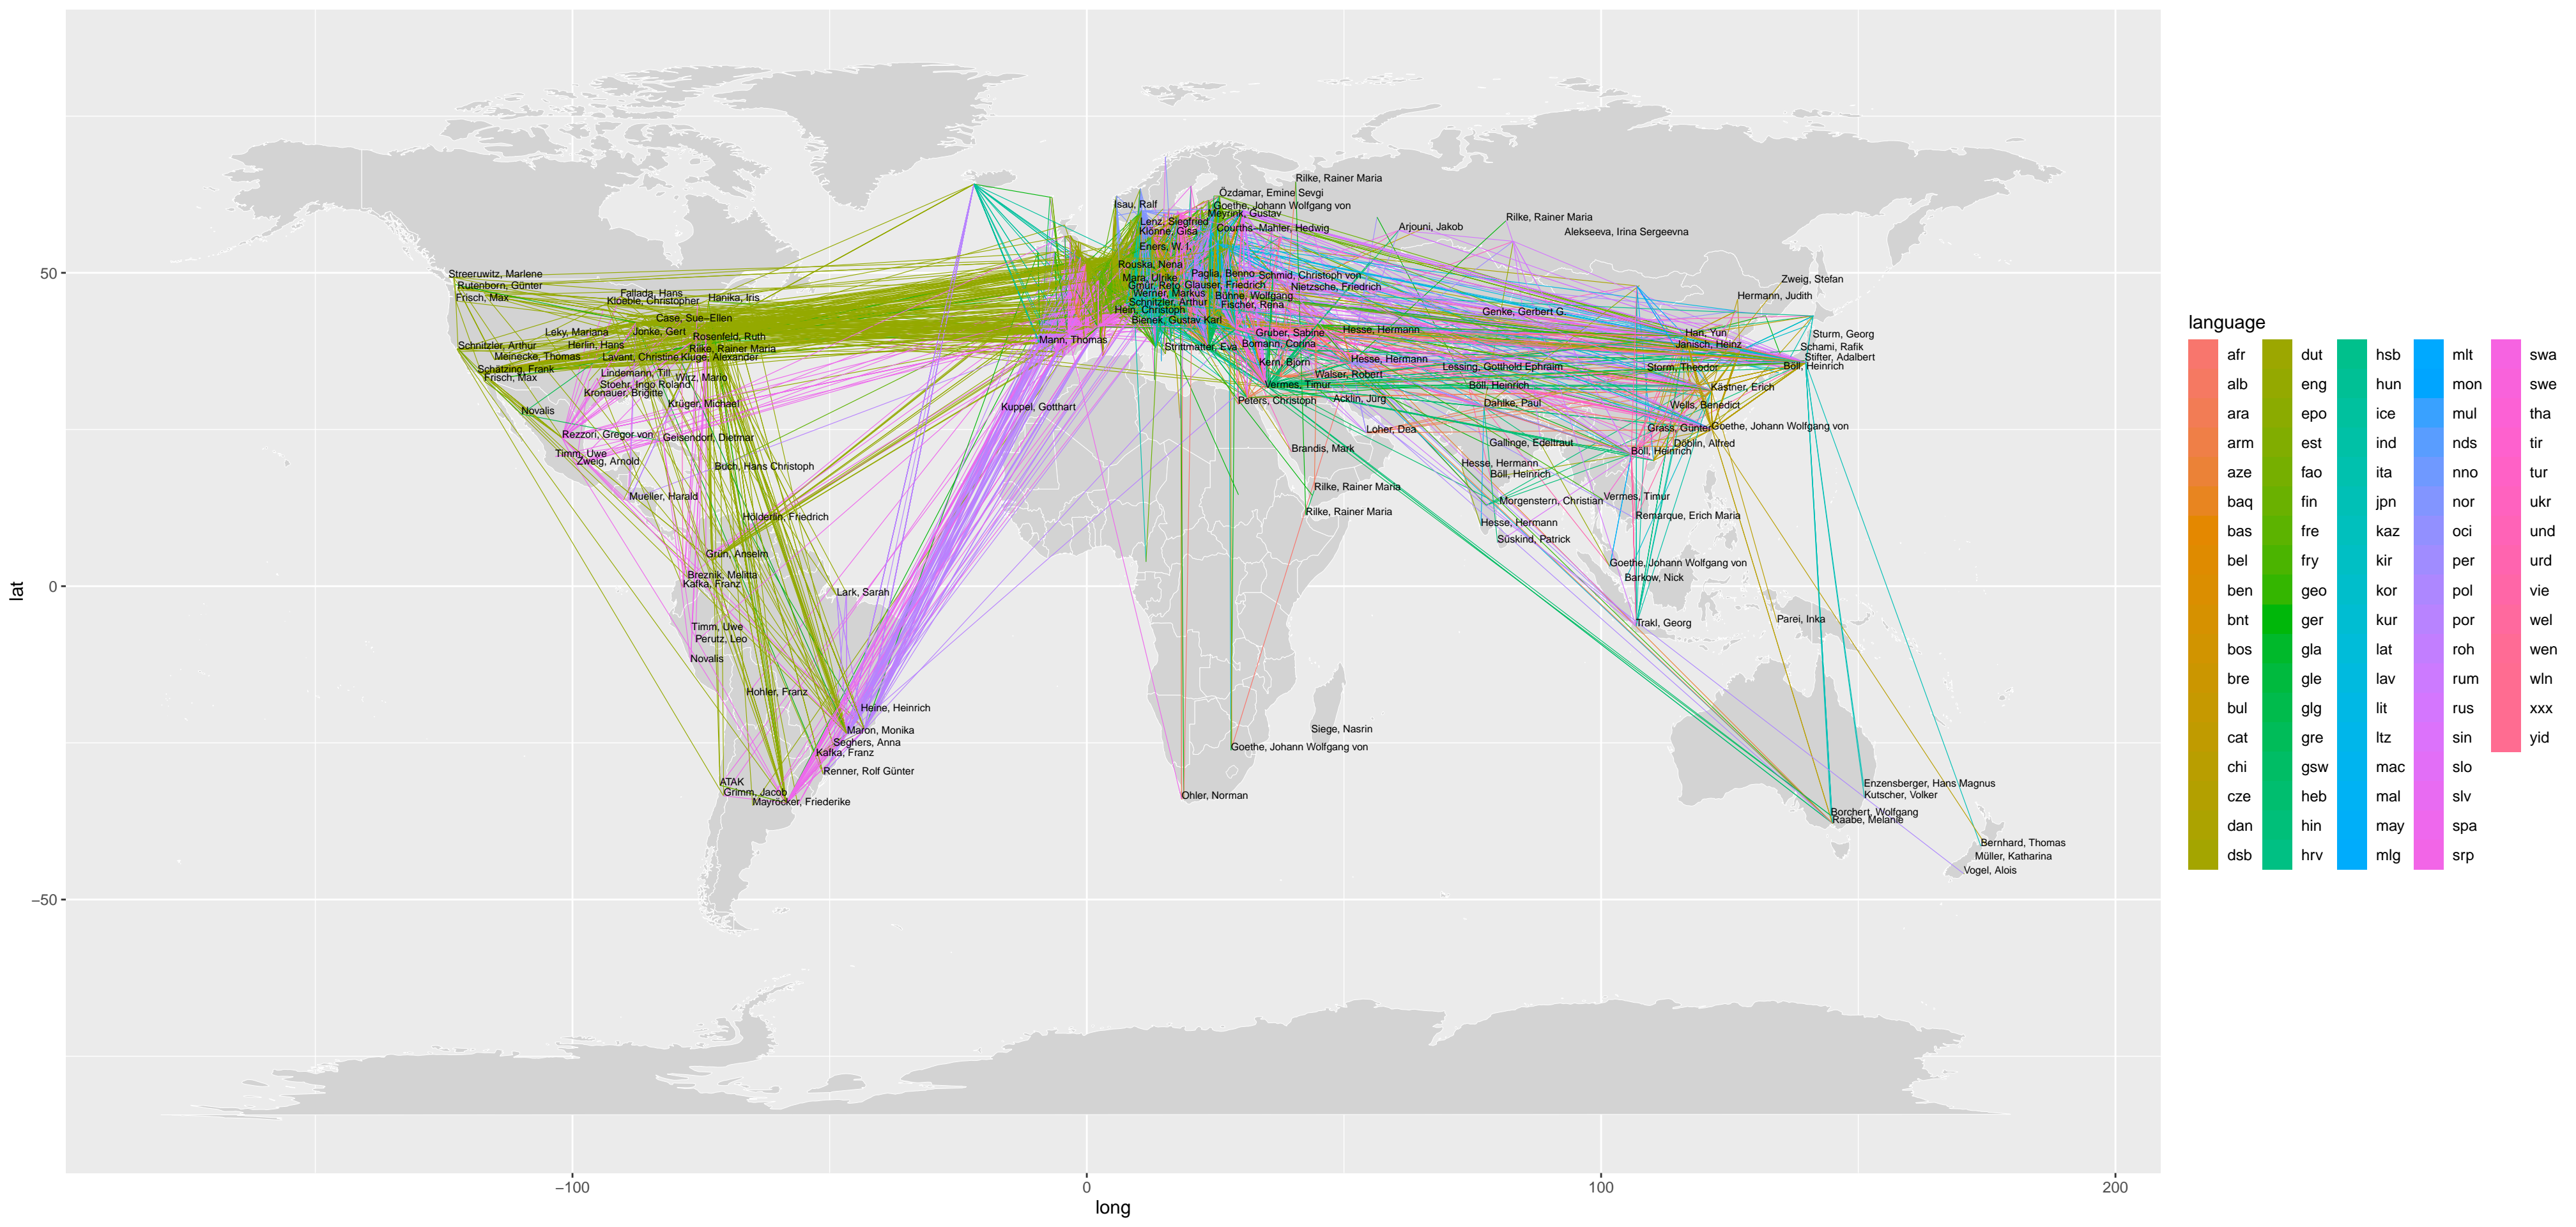 Rilke, Rainer Maria
Özdamar, Emine Sevgi
Isau, Ralf
Goethe, Johann Wolfgang von
Meyrink, Gustav
Rilke, Rainer Maria
Lenz, Siegfried
Klönne, Gisa
Courths−Mahler, Hedwig
Arjouni, Jakob
Alekseeva, Irina Sergeevna
Eners, W. I.
Rouska, Nena
50
Streeruwitz, Marlene
Mara, Ulrike
Paglia, Benno
Schmid, Christoph von
Zweig, Stefan
Rutenborn, Günter
Gmür, Reto
Glauser, Friedrich
Nietzsche, Friedrich
Frisch, Max
Fallada, Hans
Kloeble, Christopher
Hanika, Iris
Werner, Markus
Bühne, Wolfgang
Hermann, Judith
Schnitzler, Arthur
Fischer, Rena
Hein, Christoph
Genke, Gerbert G.
Case, Sue−Ellen
Bienek, Gustav Karl
Leky, Mariana
Jonke, Gert
Rosenfeld, Ruth
Mann, Thomas
Gruber, Sabine
Hesse, Hermann
Han, Yun
Sturm, Georg
Schnitzler, Arthur
Herlin, Hans
Rilke, Rainer Maria
Strittmatter, Eva
Bomann, Corina
Janisch, Heinz
Schami, Rafik
Meinecke, Thomas
Lavant, Christine
Kluge, Alexander
Kern, Björn
Hesse, Hermann
Stifter, Adalbert
Schätzing, Frank
Lessing, Gotthold Ephraim
Storm, Theodor
Böll, Heinrich
Frisch, Max
Lindemann, Till
Wirz, Mario
Walser, Robert
Stoehr, Ingo Roland
Vermes, Timur
Böll, Heinrich
Kästner, Erich
Kronauer, Brigitte
Krüger, Michael
Kuppel, Gotthart
Peters, Christoph
Acklin, Jürg
Dahlke, Paul
Wells, Benedict
Novalis
Rezzori, Gregor von
Geisendorf, Dietmar
Loher, Dea
Grass, Günter
Goethe, Johann Wolfgang von
Timm, Uwe
Zweig, Arnold
Buch, Hans Christoph
Brandis, Mark
Gallinge, Edeltraut
Döblin, Alfred
Böll, Heinrich
Hesse, Hermann
Böll, Heinrich
Mueller, Harald
Rilke, Rainer Maria
Morgenstern, Christian
Vermes, Timur
Hölderlin, Friedrich
Rilke, Rainer Maria
Remarque, Erich Maria
Hesse, Hermann
Süskind, Patrick
Grün, Anselm
Goethe, Johann Wolfgang von
Breznik, Melitta
Kafka, Franz
Barkow, Nick
0
Lark, Sarah
Timm, Uwe
Perutz, Leo
Trakl, Georg
Parei, Inka
Novalis
Hohler, Franz
Heine, Heinrich
Maron, Monika
Seghers, Anna
Kafka, Franz
Siege, Nasrin
Goethe, Johann Wolfgang von
Renner, Rolf Günter
ATAK
Grimm, Jacob
Mayröcker, Friederike
Ohler, Norman
Enzensberger, Hans Magnus
Kutscher, Volker
Borchert, Wolfgang
Raabe, Melanie
Bernhard, Thomas
Müller, Katharina
Vogel, Alois
−50
−100 0 100 200
long
lat
language
afr dut hsb mlt swa
alb eng hun mon swe
ara epo ice mul tha
arm est ind nds tir
aze fao ita nno tur
baq fin jpn nor ukr
bas fre kaz oci und
bel fry kir per urd
ben geo kor pol vie
bnt ger kur por wel
bos gla lat roh wen
bre gle lav rum wln
bul glg lit rus xxx
cat gre ltz sin yid
chi gsw mac slo
cze heb mal slv
dan hin may spa
dsb hrv mlg srp